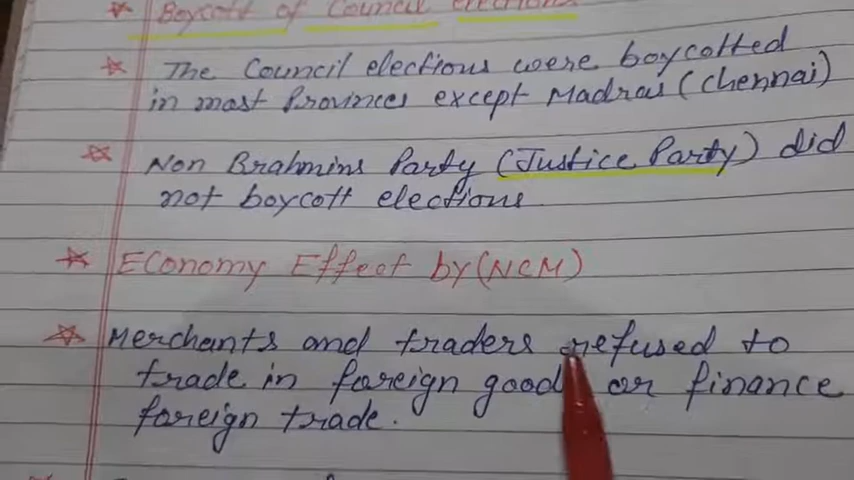 Boycott of Council elections
The Council elections were boycotted
in most Provinces except Madras (Chennai)
Non Brahmins Party (Justice Party) did
not boycott elections
Economy Effect by (NCM)
Merchants and traders refused to
trade in foreign good or finance
foreign trade.